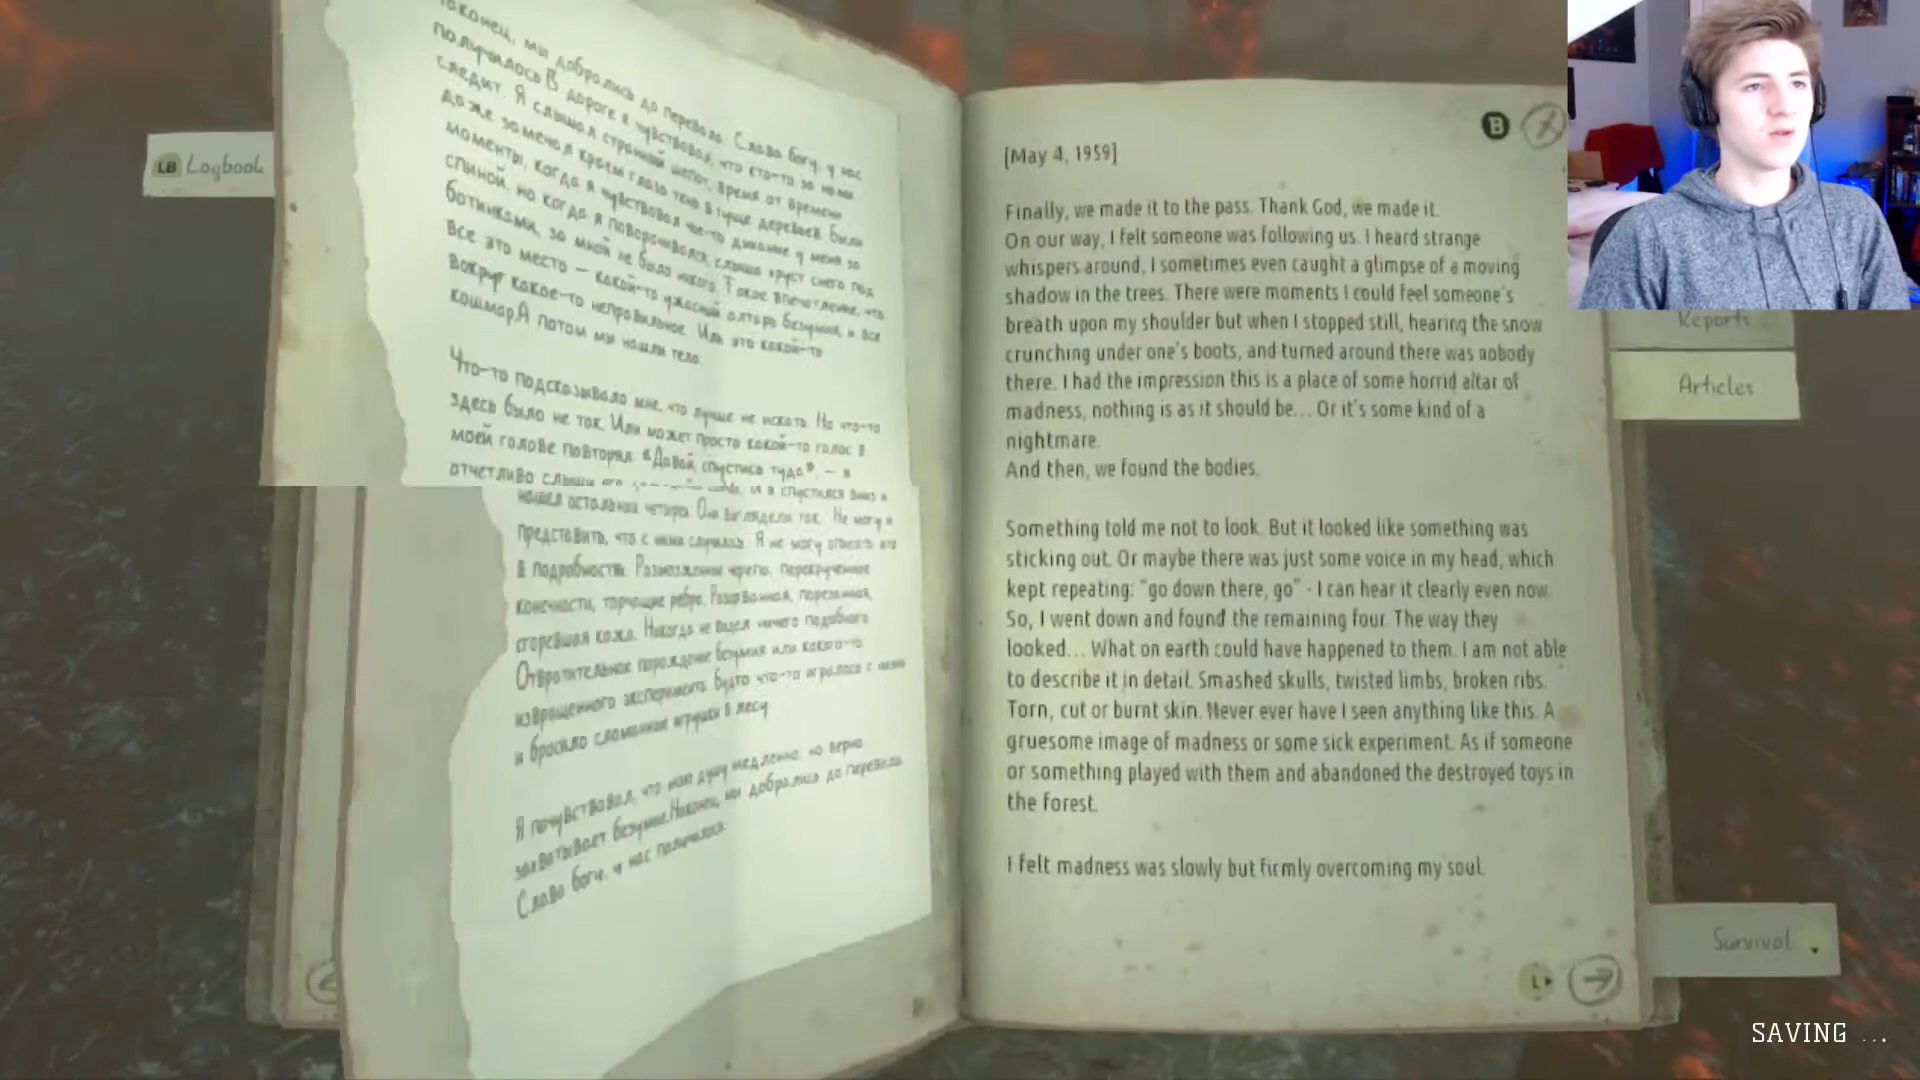 аконец, мы добрались до перевала. Слава богу, у нас
получилось В дороге я чувствовал, что кто-то за нами
следит. Я слышал странный шепот, время от времени
даже замечал краем глаза тень в гуще деревьев. Были
моменты, когда я чувствовал чье-то дыхание у меня за
спиной, но когда я поворачивался, слыша хруст снега под
ботинками, за мной не было никого. Такое впечатление, что
Все это место – какой-то ужасный алтарь безумия, и все
вокруг какое-то неправильное. Или это какой-то
кошмар.А потом мы нашли тела.
Что-то подсказывало мне, что лучше не искать. Но что-то
здесь было не так. Или может просто какой-то голос в
моей голове повторял: «Давай, спустись туда», – я
отчетливо слышу его
и я спустился вниз и
нашел остальных четырех. Они выглядели так. Не могу и
представить, что с ними случилось. Я не могу описать это
в подробностях. Размозженные черепы, перекрученные
конечности, торчащие ребра. Разорванная, порезанная,
сгоревшая кожа. Никогда не видел ничего подобного
Отвратительное порождение безумия или какого-то
извращенного эксперимента. Будто что-то игралось с ними
и бросило сломанные игрушки в лесу
Я почувствовал, что мою душу медленно, но верно
захватывает безумие.Наконец, мы добрались до перевала.
Слава богу, у нас получилось
LB Logbook
B X
[May 4, 1959]
Finally, we made it to the pass. Thank God, we made it.
On our way, I felt someone was following us. I heard strange
whispers around, I sometimes even caught a glimpse of a moving
shadow in the trees. There were moments I could feel someone's
breath upon my shoulder but when I stopped still, hearing the snow
crunching under one's boots, and turned around there was nobody
there. I had the impression this is a place of some horrid altar of
madness, nothing is as it should be... Or it's some kind of a
nightmare.
And then, we found the bodies.
Something told me not to look. But it looked like something was
sticking out. Or maybe there was just some voice in my head, which
kept repeating: "go down there, go" - I can hear it clearly even now.
So, I went down and found the remaining four. The way they
looked... What on earth could have happened to them. I am not able
to describe it in detail. Smashed skulls, twisted limbs, broken ribs.
Torn, cut or burnt skin. Never ever have I seen anything like this. A
gruesome image of madness or some sick experiment. As if someone
or something played with them and abandoned the destroyed toys in
the forest.
I felt madness was slowly but firmly overcoming my soul.
L
Reports
Articles
Survival
SAVING ...